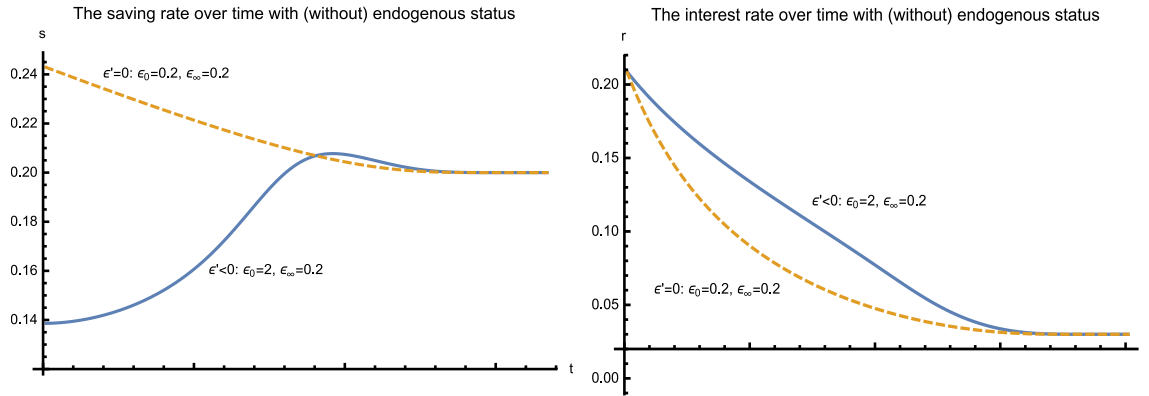 The saving rate over time with (without) endogenous status
s
0.24
0.22
0.20
0.18
0.16
0.14
ϵ'=0: ϵ₀=0.2, ϵ∞=0.2
ϵ'<0: ϵ₀=2, ϵ∞=0.2
t
The interest rate over time with (without) endogenous status
r
0.20
0.15
0.10
0.05
0.00
ϵ'<0: ϵ₀=2, ϵ∞=0.2
ϵ'=0: ϵ₀=0.2, ϵ∞=0.2